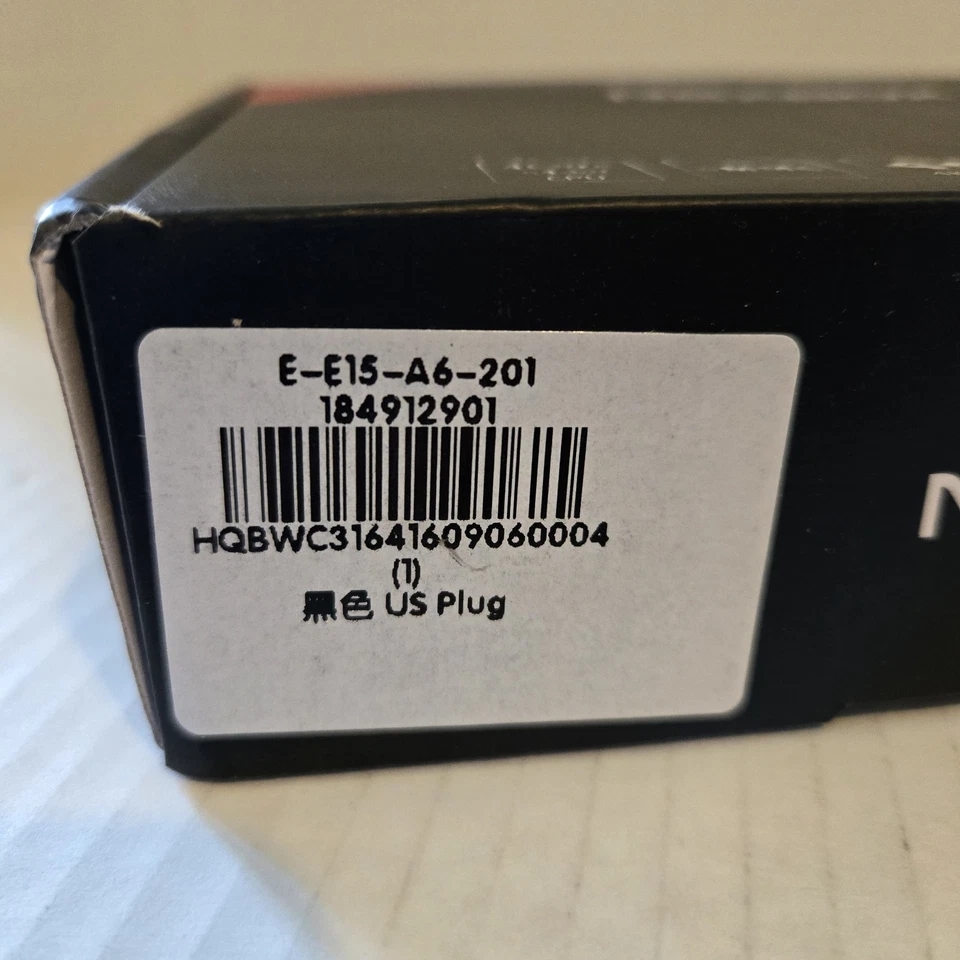 E-E15-A6-201
184912901
HQBWC31641609060004
(1)
黑色 US Plug
N